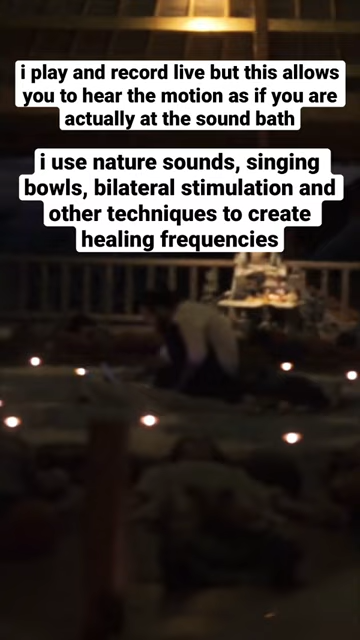 i play and record live but this allows
you to hear the motion as if you are
actually at the sound bath
i use nature sounds, singing
bowls, bilateral stimulation and
other techniques to create
healing frequencies